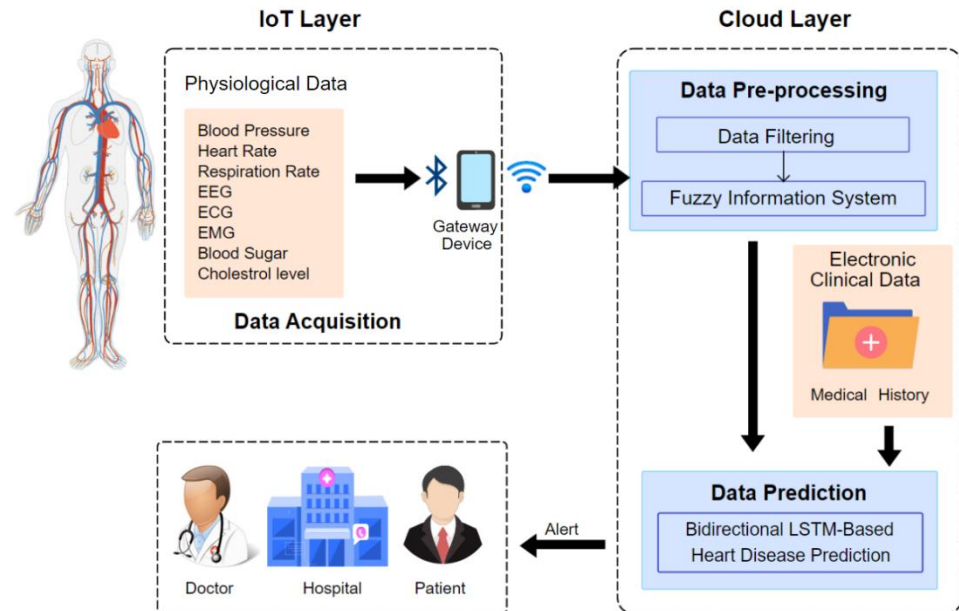 IoT Layer
Physiological Data
Blood Pressure
Heart Rate
Respiration Rate
EEG
ECG
EMG
Blood Sugar
Cholestrol level
Data Acquisition
Gateway
Device
Cloud Layer
Data Pre-processing
Data Filtering
Fuzzy Information System
Electronic
Clinical Data
Medical History
Data Prediction
Bidirectional LSTM-Based
Heart Disease Prediction
Alert
Doctor
Hospital
Patient